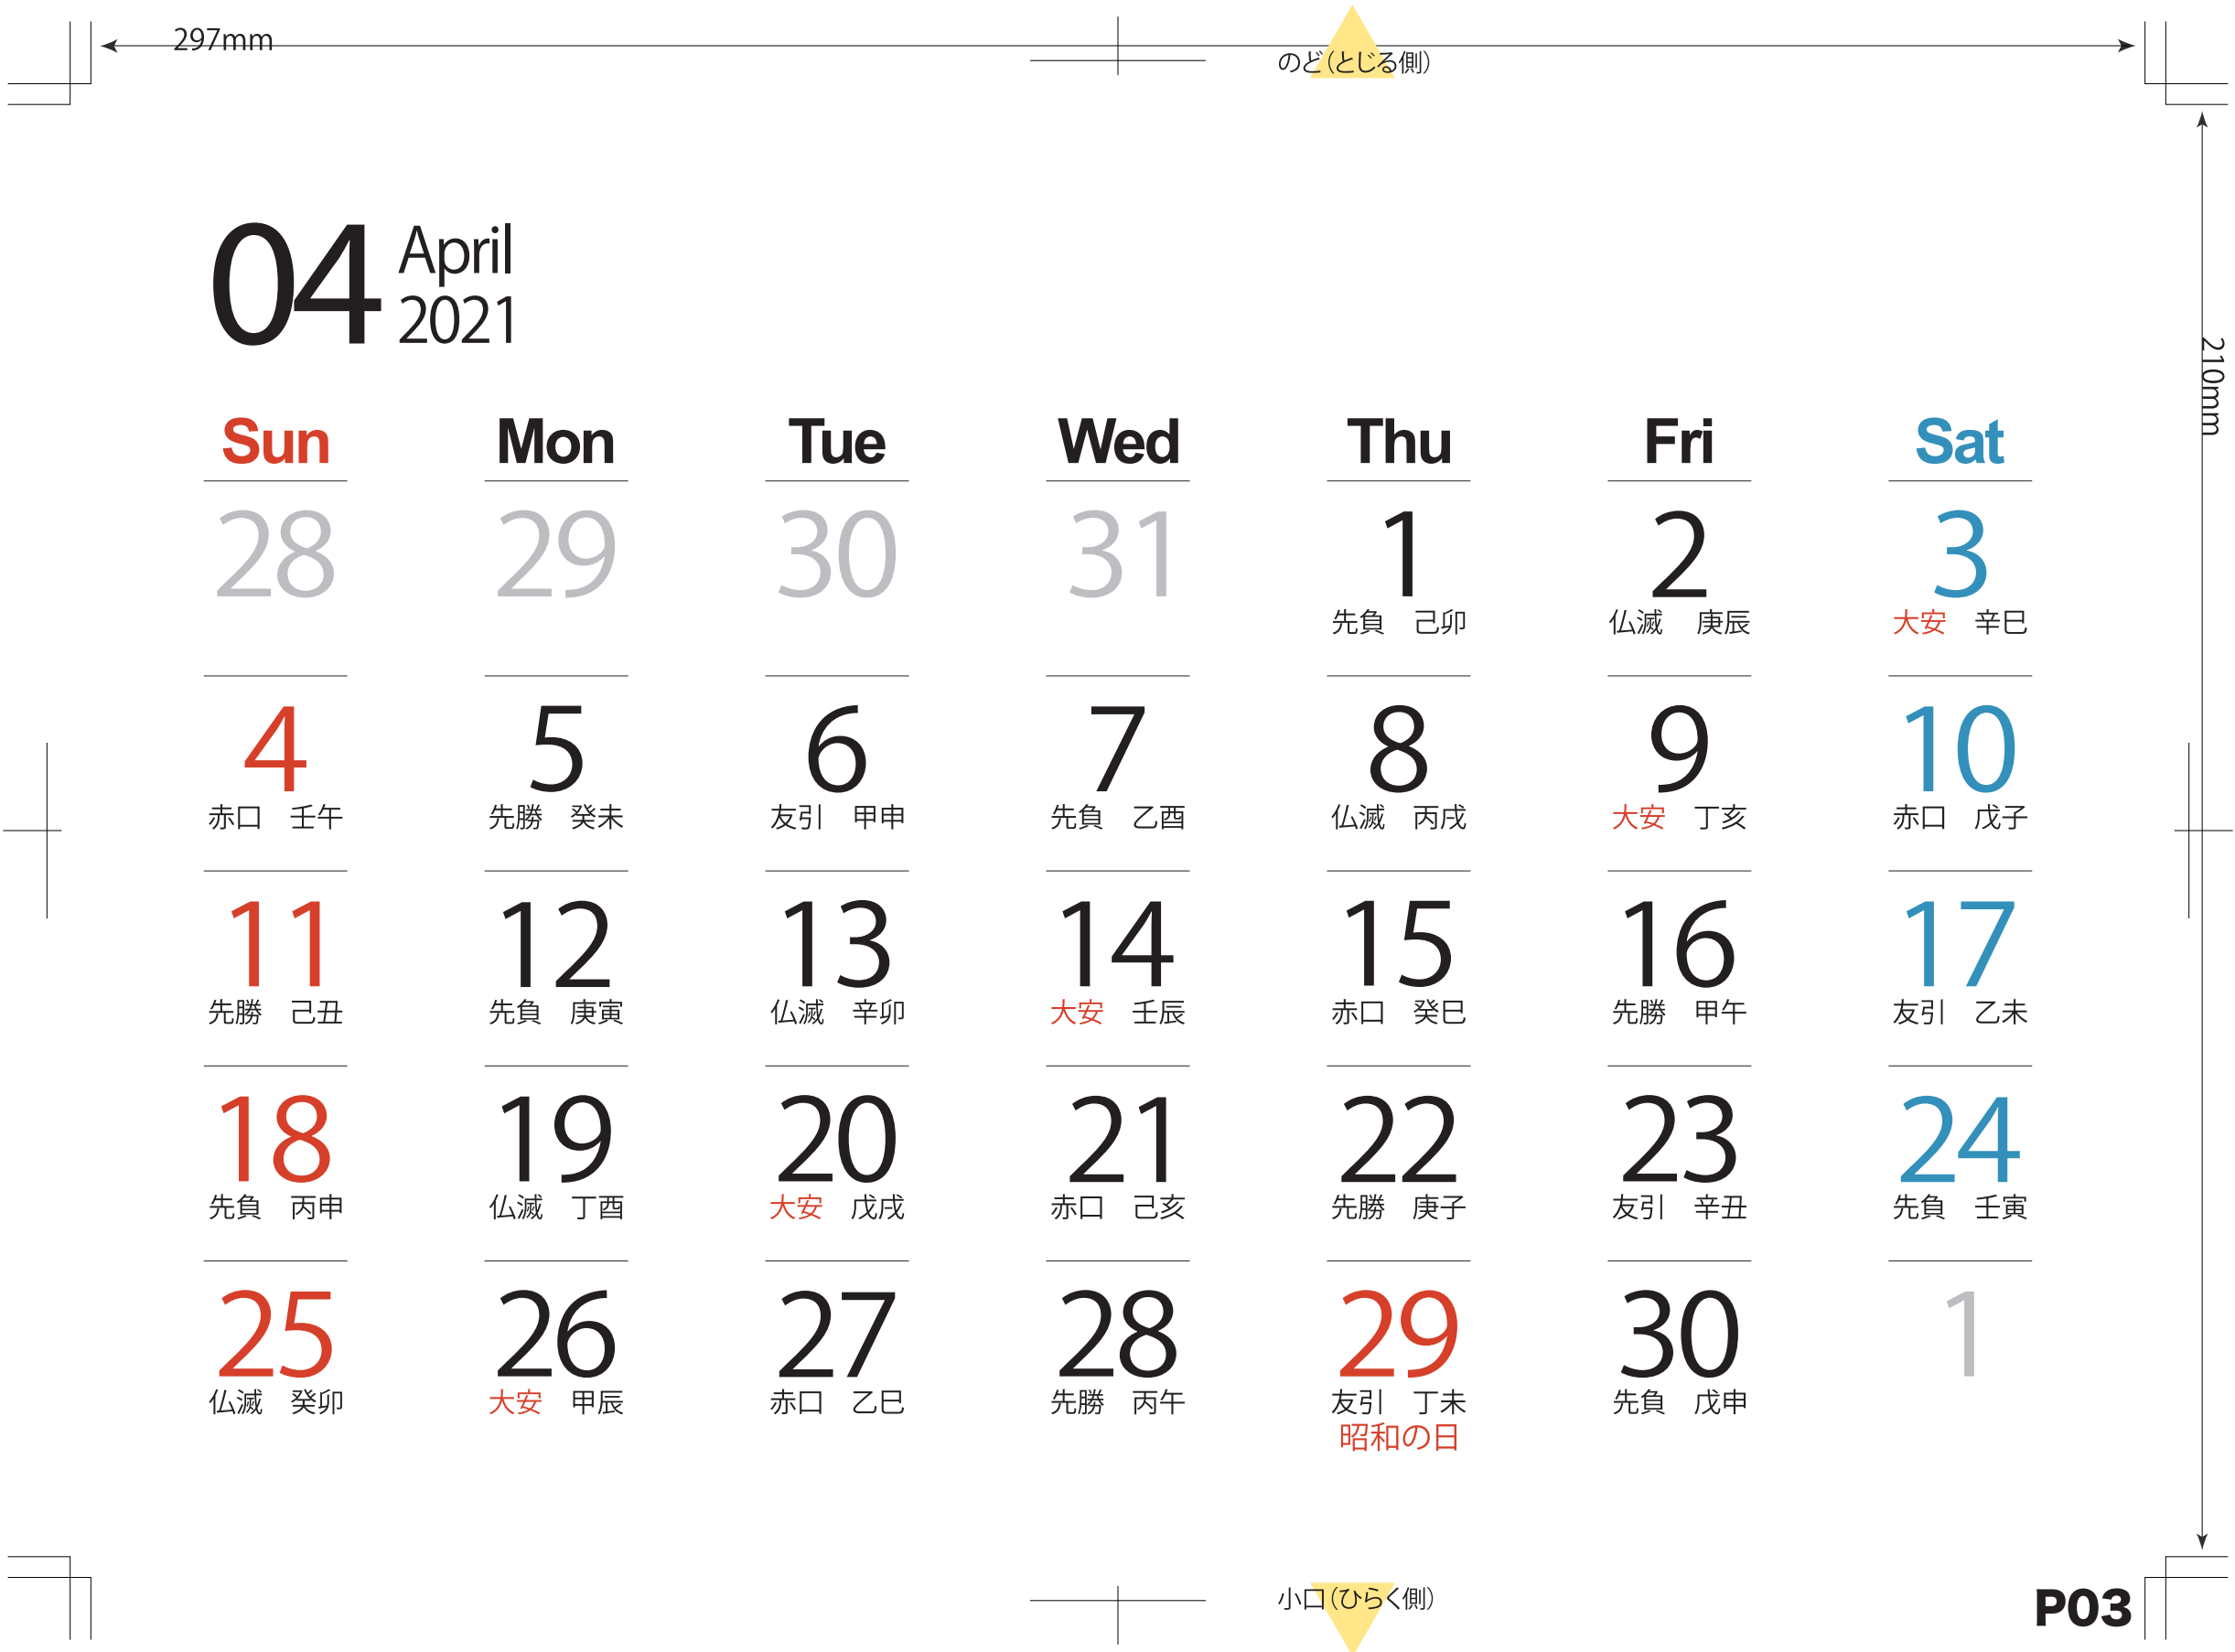 297mm
のど(とじる側)
210mm
04
April
2021
Sun Mon Tue Wed Thu Fri Sat
28 29 30 31 1 2 3
先負 己卯 仏滅 庚辰 大安 辛巳
4 5 6 7 8 9 10
赤口 壬午 先勝 癸未 友引 甲申 先負 乙酉 仏滅 丙戌 大安 丁亥 赤口 戊子
11 12 13 14 15 16 17
先勝 己丑 先負 庚寅 仏滅 辛卯 大安 壬辰 赤口 癸巳 先勝 甲午 友引 乙未
18 19 20 21 22 23 24
先負 丙申 仏滅 丁酉 大安 戊戌 赤口 己亥 先勝 庚子 友引 辛丑 先負 壬寅
25 26 27 28 29 30 1
仏滅 癸卯 大安 甲辰 赤口 乙巳 先勝 丙午 友引 丁未 先負 戊申
昭和の日
小口(ひらく側)
P03